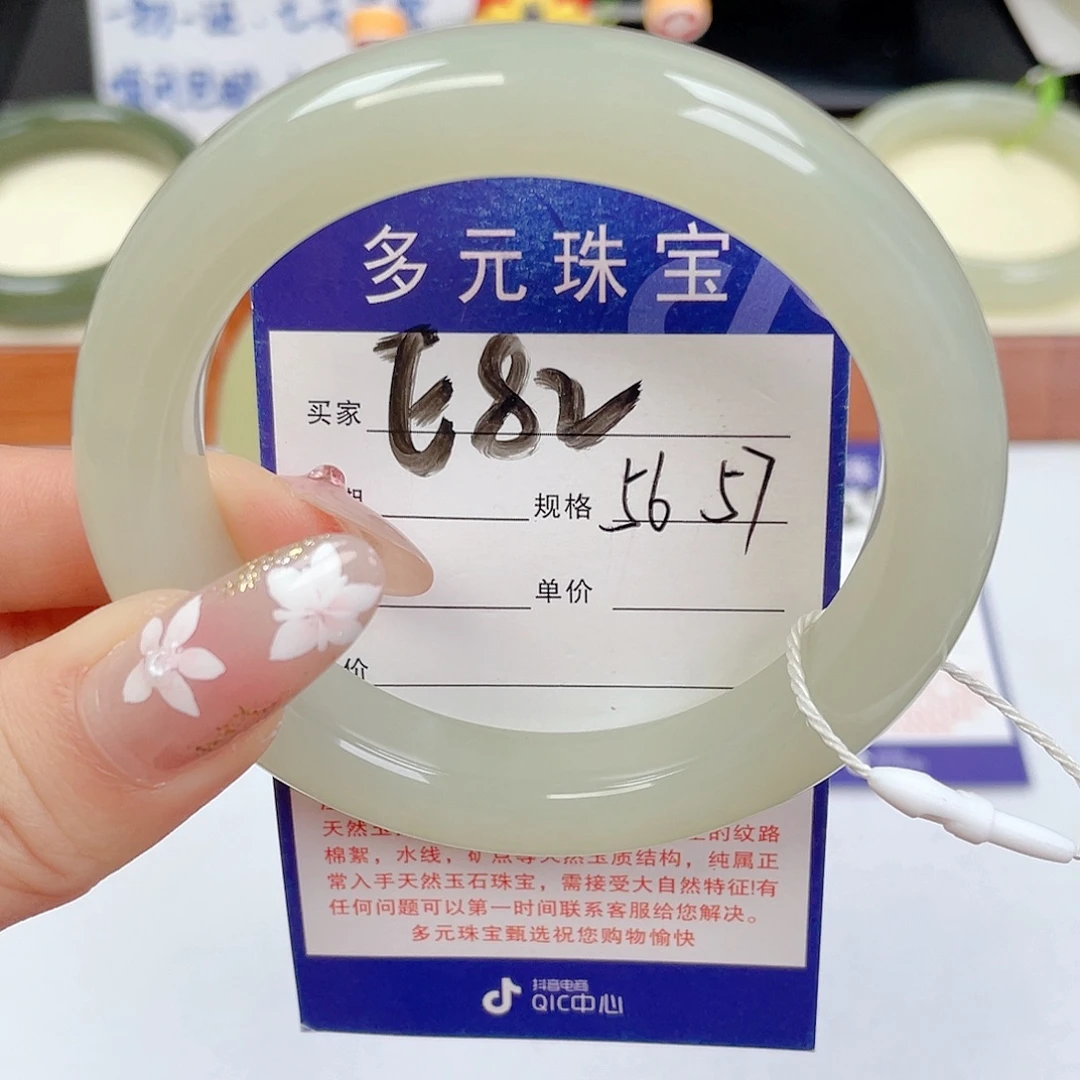 多元珠宝
买家 E82
规格 56 57
单价
价
天然玉 的纹路
棉絮，水线，矿点等天然玉质结构，纯属正
常入手天然玉石珠宝，需接受大自然特征!有
任何问题可以第一时间联系客服给您解决。
多元珠宝甄选祝您购物愉快
抖音电商
QIC中心